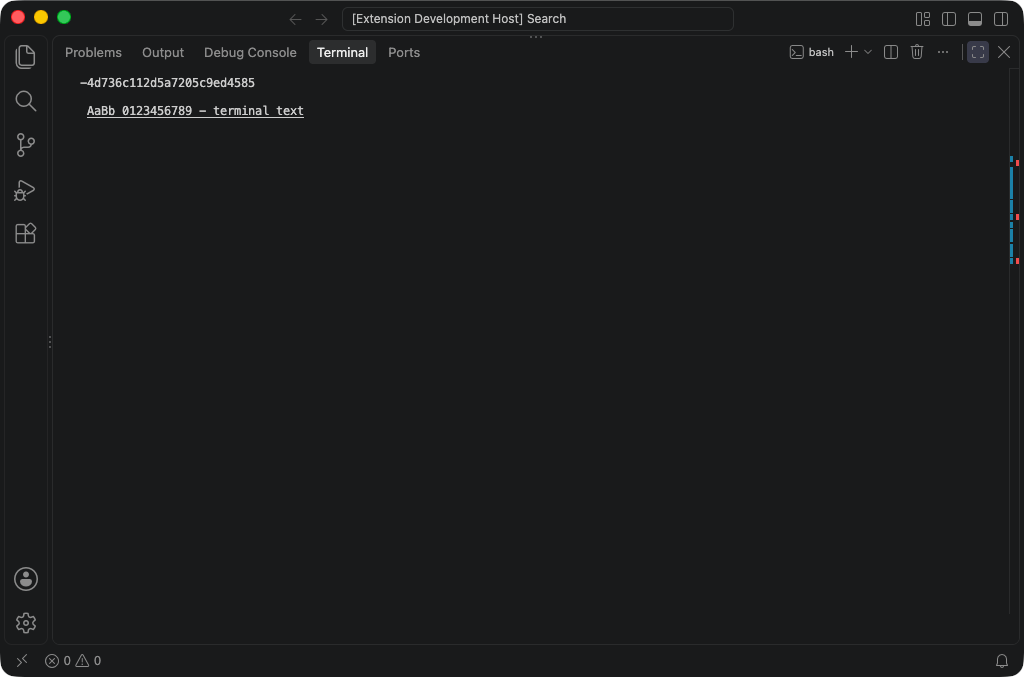 [Extension Development Host] Search
Problems Output Debug Console Terminal Ports bash
—4d736c112d5a7205c9ed4585
AaBb 0123456789 — terminal text
0 0